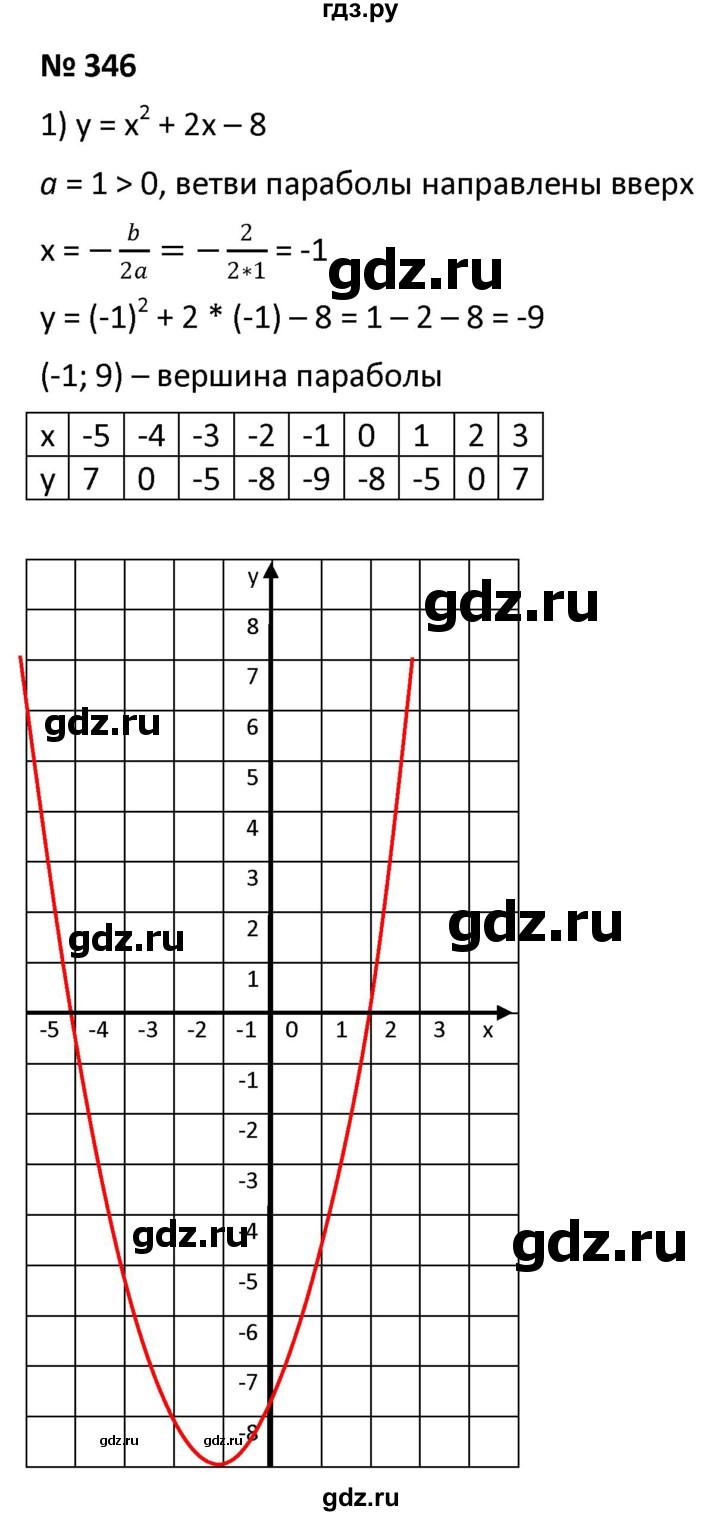 гдз.ру
№ 346
1) y = x² + 2x – 8
a = 1 > 0, ветви параболы направлены вверх
x = −b/2a = −2/2∗1 = -1
gdz.ru
y = (-1)² + 2 * (-1) – 8 = 1 – 2 – 8 = -9
(-1; 9) – вершина параболы
x -5 -4 -3 -2 -1 0 1 2 3
y 7 0 -5 -8 -9 -8 -5 0 7
y
gdz.ru
8
7
gdz.ru
6
5
4
3
gdz.ru
2
gdz.ru
1
-5 -4 -3 -2 -1 0 1 2 3 x
-1
-2
-3
gdz.ru
-4
gdz.ru
-5
-6
-7
-8
gdz.ru gdz.ru
gdz.ru